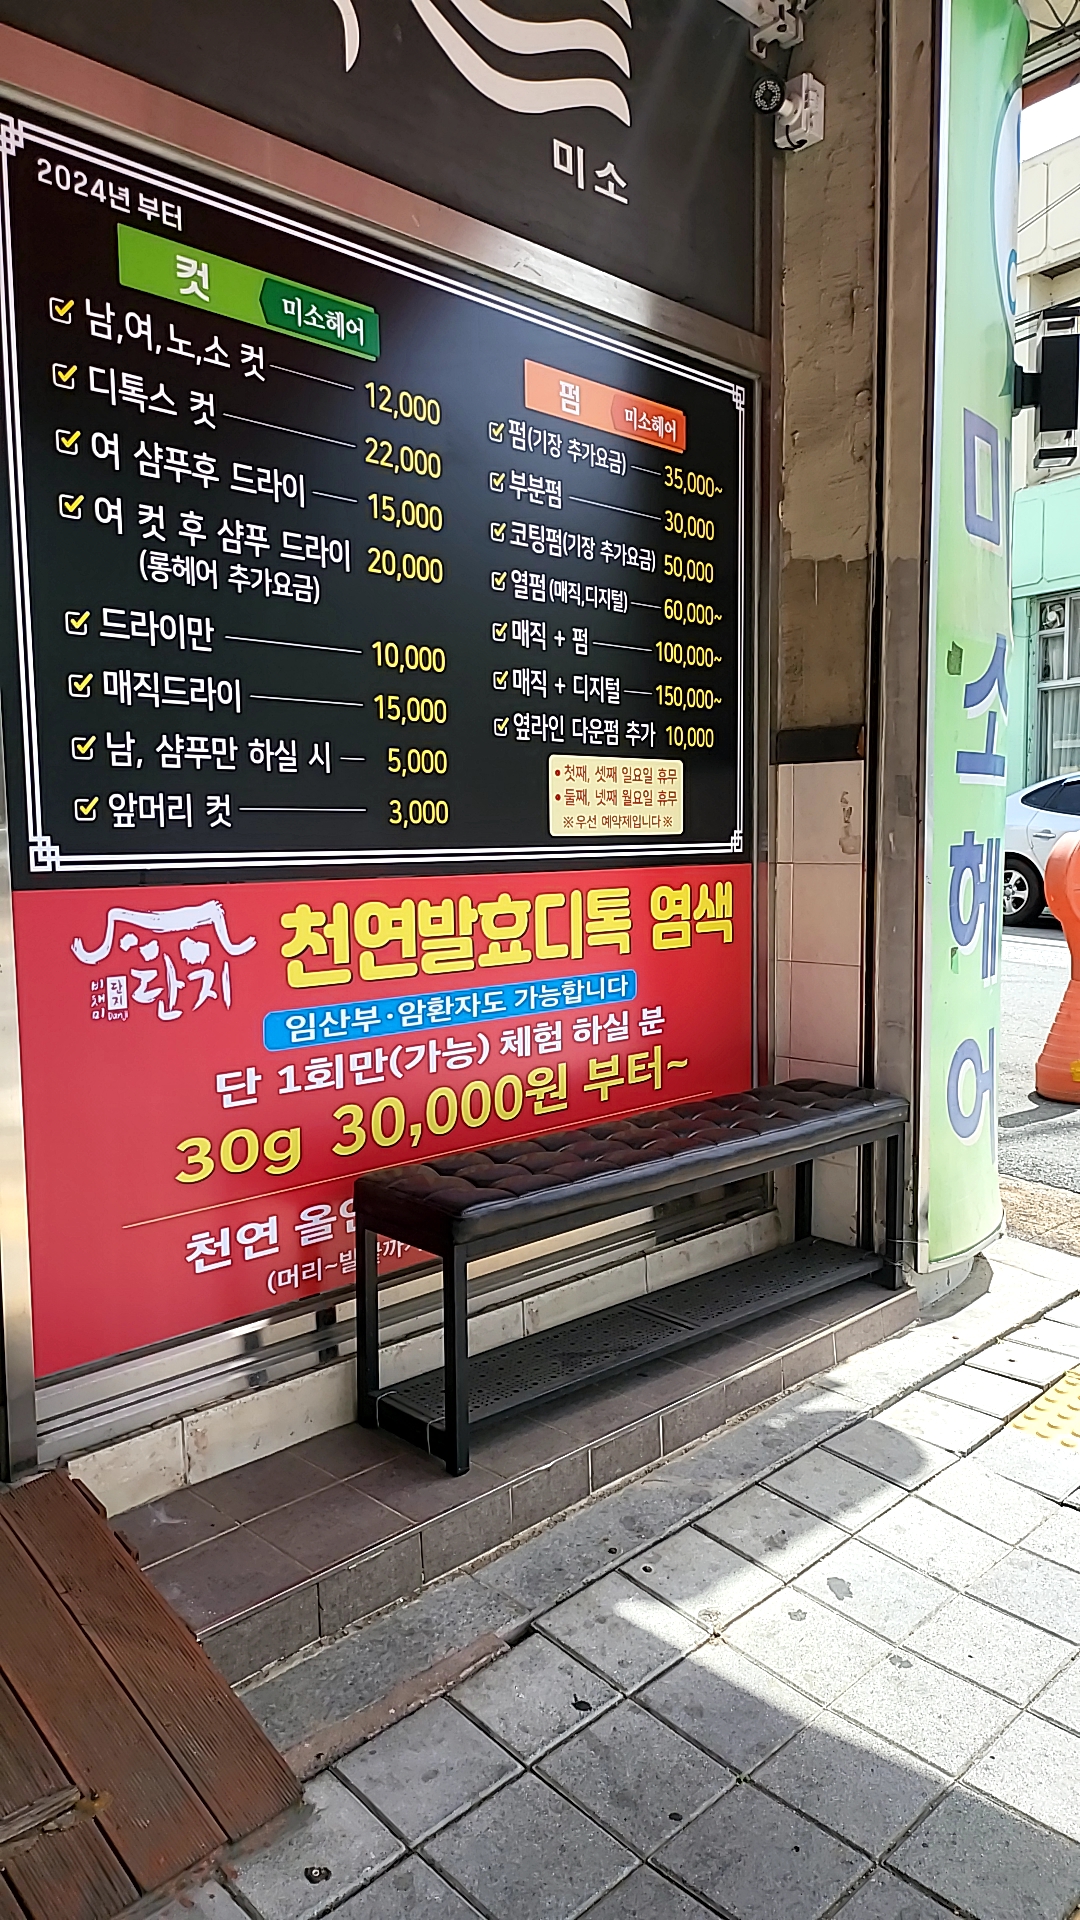 미소
2024년 부터
컷 미소헤어
남,여,노,소 컷 12,000
디톡스 컷 22,000
여 샴푸후 드라이 15,000
여 컷 후 샴푸 드라이 20,000
(롱헤어 추가요금)
드라이만 10,000
매직드라이 15,000
남, 샴푸만 하실 시 5,000
앞머리 컷 3,000
펌 미소헤어
펌(기장 추가요금) 35,000~
부분펌 30,000
코팅펌(기장 추가요금) 50,000
열펌(매직,디지털) 60,000~
매직 + 펌 100,000~
매직 + 디지털 150,000~
옆라인 다운펌 추가 10,000
• 첫째, 셋째 일요일 휴무
• 둘째, 넷째 월요일 휴무
※우선 예약제입니다※
단지
단지
Danji
천연발효디톡 염색
임산부·암환자도 가능합니다
단 1회만(가능) 체험 하실 분
30g 30,000원 부터~
천연
(머리~
미소헤어